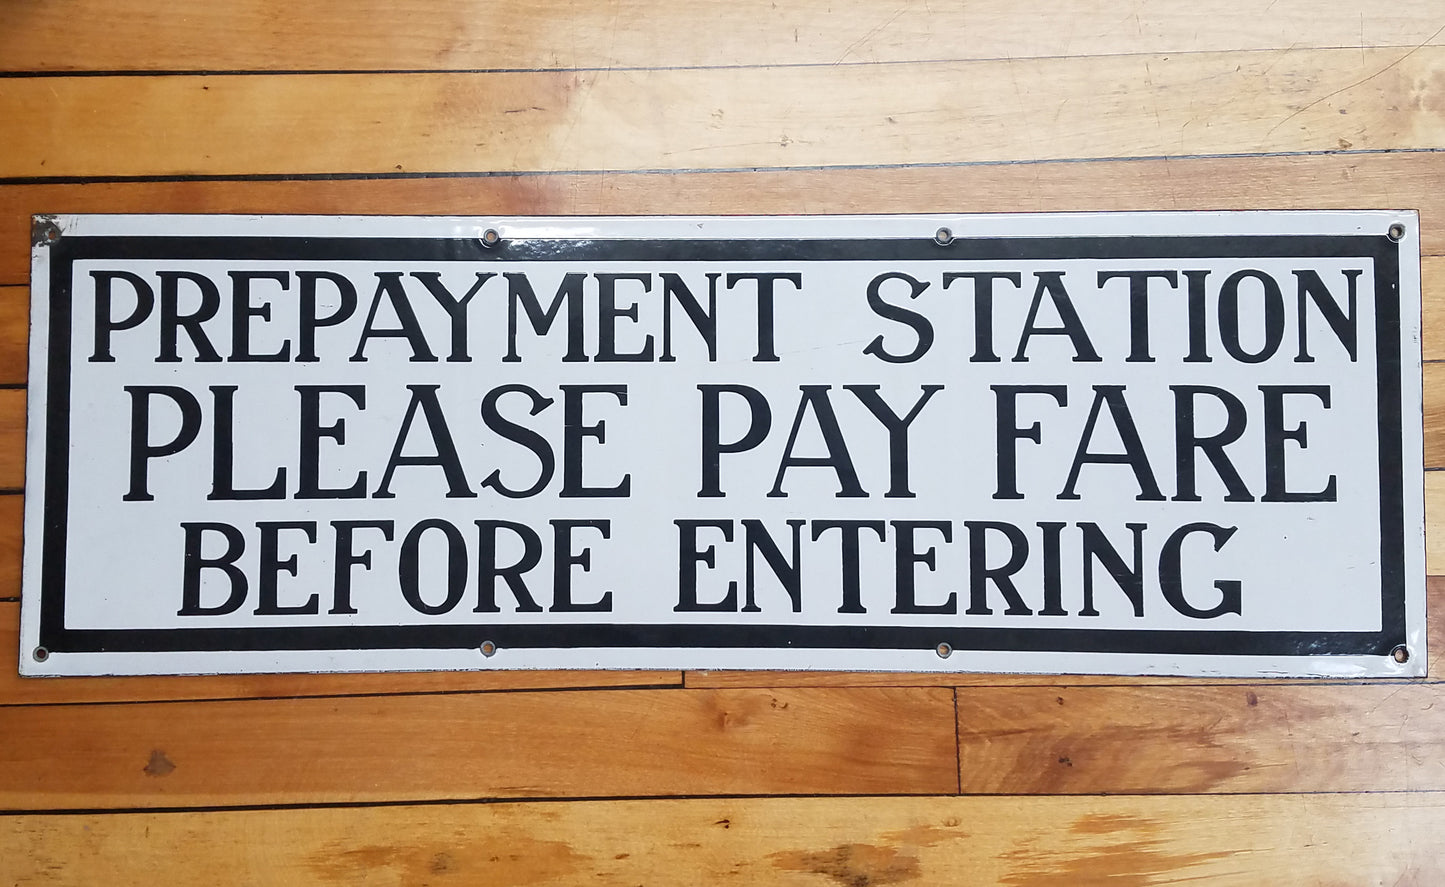 PREPAYMENT STATION
PLEASE PAY FARE
BEFORE ENTERING